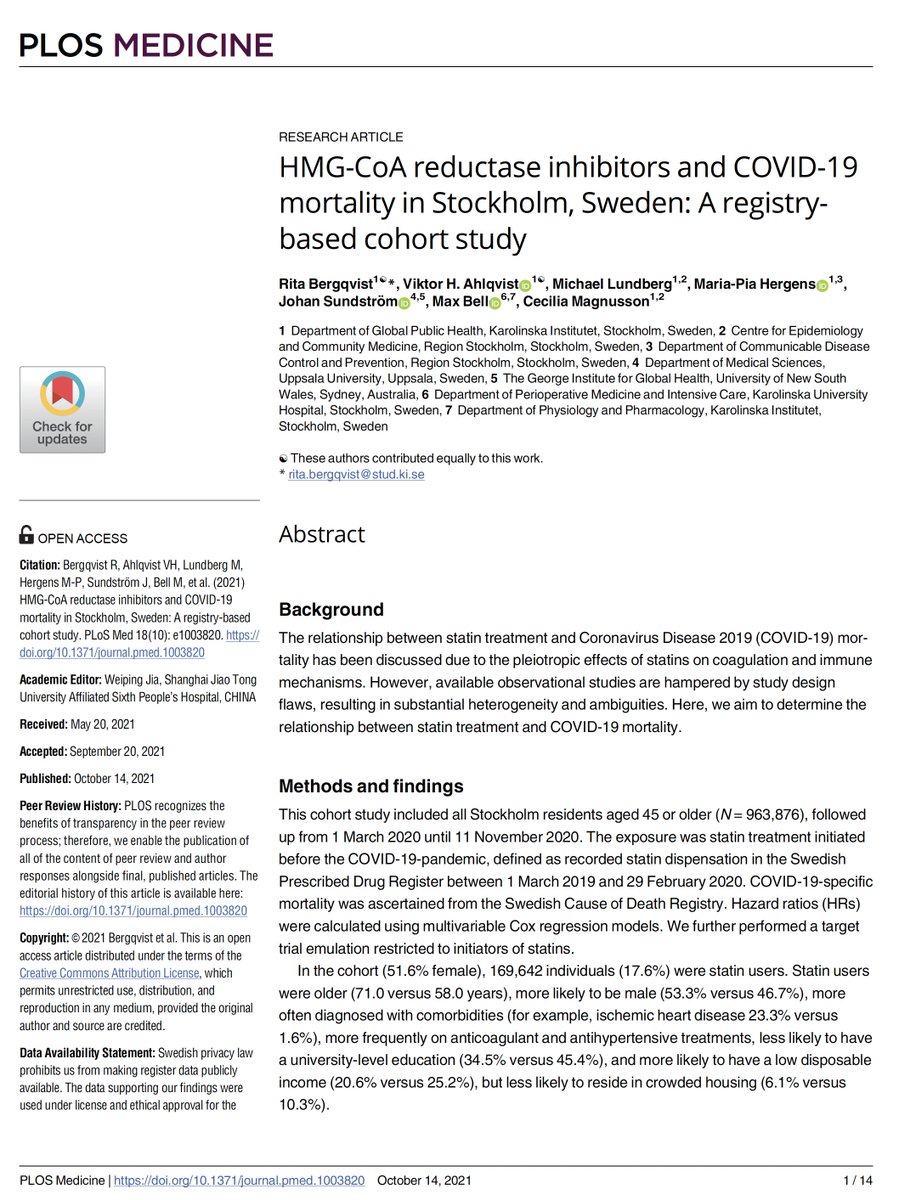 PLOS MEDICINE
RESEARCH ARTICLE
HMG-CoA reductase inhibitors and COVID-19
mortality in Stockholm, Sweden: A registry-
based cohort study
Rita Bergqvist1☯*, Viktor H. Ahlqvist1☯, Michael Lundberg1,2, Maria-Pia Hergens1,3,
Johan Sundström4,5, Max Bell6,7, Cecilia Magnusson1,2
1 Department of Global Public Health, Karolinska Institutet, Stockholm, Sweden, 2 Centre for Epidemiology
and Community Medicine, Region Stockholm, Stockholm, Sweden, 3 Department of Communicable Disease
Control and Prevention, Region Stockholm, Stockholm, Sweden, 4 Department of Medical Sciences,
Uppsala University, Uppsala, Sweden, 5 The George Institute for Global Health, University of New South
Wales, Sydney, Australia, 6 Department of Perioperative Medicine and Intensive Care, Karolinska University
Hospital, Stockholm, Sweden, 7 Department of Physiology and Pharmacology, Karolinska Institutet,
Stockholm, Sweden
☯ These authors contributed equally to this work.
* rita.bergqvist@stud.ki.se
Check for
updates
OPEN ACCESS
Citation: Bergqvist R, Ahlqvist VH, Lundberg M,
Hergens M-P, Sundström J, Bell M, et al. (2021)
HMG-CoA reductase inhibitors and COVID-19
mortality in Stockholm, Sweden: A registry-based
cohort study. PLoS Med 18(10): e1003820. https://
doi.org/10.1371/journal.pmed.1003820
Academic Editor: Weiping Jia, Shanghai Jiao Tong
University Affiliated Sixth People's Hospital, CHINA
Received: May 20, 2021
Accepted: September 20, 2021
Published: October 14, 2021
Peer Review History: PLOS recognizes the
benefits of transparency in the peer review
process; therefore, we enable the publication of
all of the content of peer review and author
responses alongside final, published articles. The
editorial history of this article is available here:
https://doi.org/10.1371/journal.pmed.1003820
Copyright: © 2021 Bergqvist et al. This is an open
access article distributed under the terms of the
Creative Commons Attribution License, which
permits unrestricted use, distribution, and
reproduction in any medium, provided the original
author and source are credited.
Data Availability Statement: Swedish privacy law
prohibits us from making register data publicly
available. The data supporting our findings were
used under license and ethical approval for the
Abstract
Background
The relationship between statin treatment and Coronavirus Disease 2019 (COVID-19) mor-
tality has been discussed due to the pleiotropic effects of statins on coagulation and immune
mechanisms. However, available observational studies are hampered by study design
flaws, resulting in substantial heterogeneity and ambiguities. Here, we aim to determine the
relationship between statin treatment and COVID-19 mortality.
Methods and findings
This cohort study included all Stockholm residents aged 45 or older (N = 963,876), followed
up from 1 March 2020 until 11 November 2020. The exposure was statin treatment initiated
before the COVID-19-pandemic, defined as recorded statin dispensation in the Swedish
Prescribed Drug Register between 1 March 2019 and 29 February 2020. COVID-19-specific
mortality was ascertained from the Swedish Cause of Death Registry. Hazard ratios (HRs)
were calculated using multivariable Cox regression models. We further performed a target
trial emulation restricted to initiators of statins.
In the cohort (51.6% female), 169,642 individuals (17.6%) were statin users. Statin users
were older (71.0 versus 58.0 years), more likely to be male (53.3% versus 46.7%), more
often diagnosed with comorbidities (for example, ischemic heart disease 23.3% versus
1.6%), more frequently on anticoagulant and antihypertensive treatments, less likely to have
a university-level education (34.5% versus 45.4%), and more likely to have a low disposable
income (20.6% versus 25.2%), but less likely to reside in crowded housing (6.1% versus
10.3%).
PLOS Medicine | https://doi.org/10.1371/journal.pmed.1003820 October 14, 2021
1 / 14